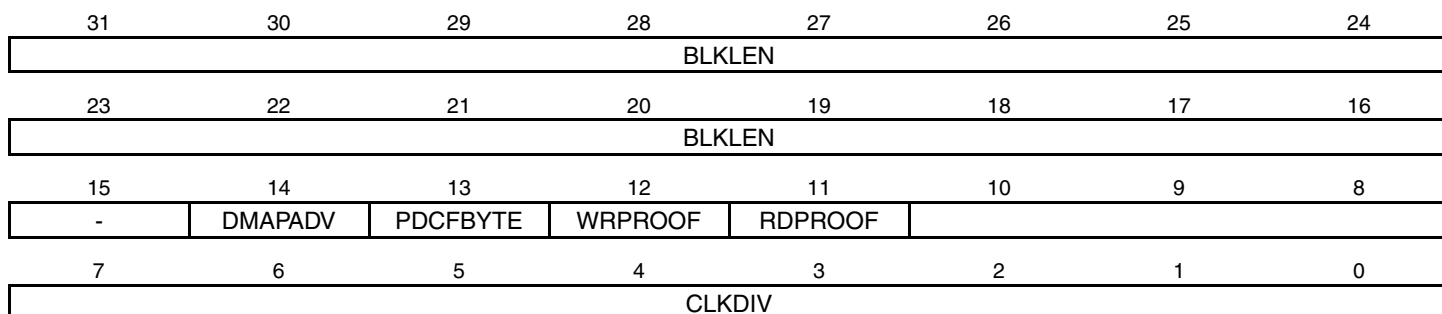 31 30 29 28 27 26 25 24
BLKLEN
23 22 21 20 19 18 17 16
BLKLEN
15 14 13 12 11 10 9 8
- DMAPADV PDCFBYTE WRPROOF RDPROOF
7 6 5 4 3 2 1 0
CLKDIV